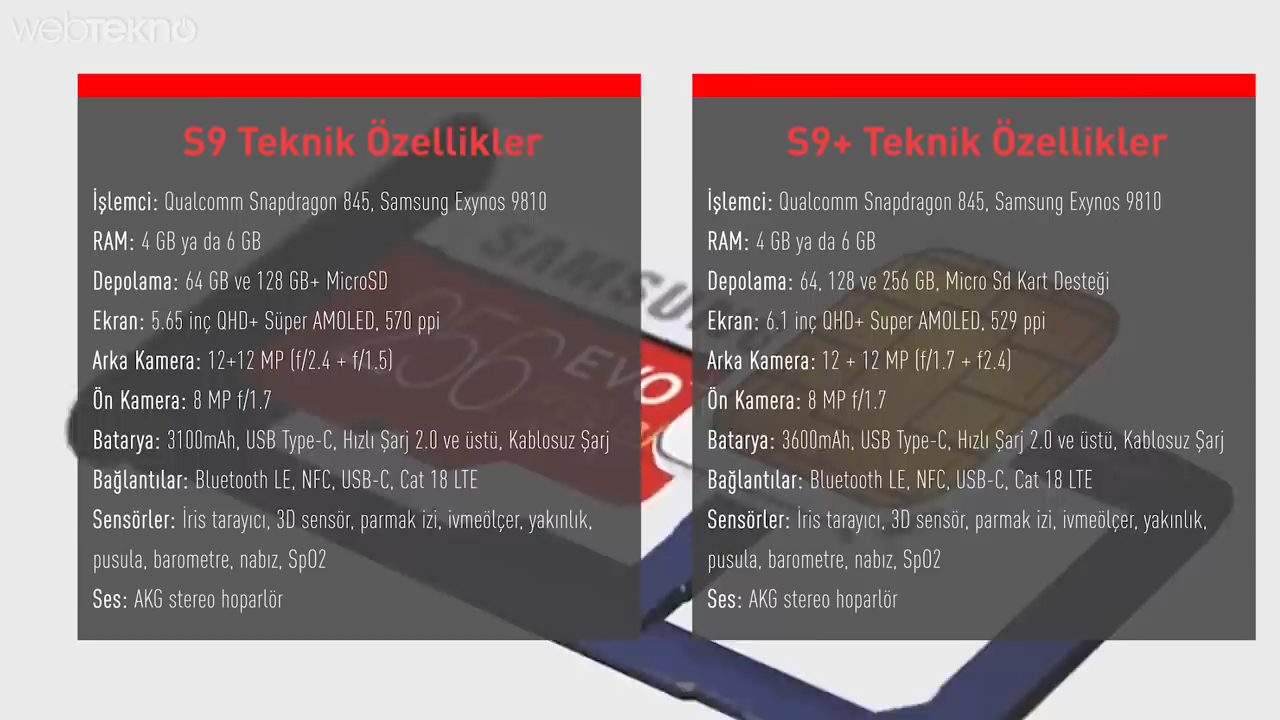 webtekno
S9 Teknik Özellikler
İşlemci: Qualcomm Snapdragon 845, Samsung Exynos 9810
RAM: 4 GB ya da 6 GB
Depolama: 64 GB ve 128 GB+ MicroSD
Ekran: 5.65 inç QHD+ Süper AMOLED, 570 ppi
Arka Kamera: 12+12 MP (f/2.4 + f/1.5)
Ön Kamera: 8 MP f/1.7
Batarya: 3100mAh, USB Type-C, Hızlı Şarj 2.0 ve üstü, Kablosuz Şarj
Bağlantılar: Bluetooth LE, NFC, USB-C, Cat 18 LTE
Sensörler: İris tarayıcı, 3D sensör, parmak izi, ivmeölçer, yakınlık,
pusula, barometre, nabız, SpO2
Ses: AKG stereo hoparlör
S9+ Teknik Özellikler
İşlemci: Qualcomm Snapdragon 845, Samsung Exynos 9810
RAM: 4 GB ya da 6 GB
Depolama: 64, 128 ve 256 GB, Micro Sd Kart Desteği
Ekran: 6.1 inç QHD+ Super AMOLED, 529 ppi
Arka Kamera: 12 + 12 MP (f/1.7 + f2.4)
Ön Kamera: 8 MP f/1.7
Batarya: 3600mAh, USB Type-C, Hızlı Şarj 2.0 ve üstü, Kablosuz Şarj
Bağlantılar: Bluetooth LE, NFC, USB-C, Cat 18 LTE
Sensörler: İris tarayıcı, 3D sensör, parmak izi, ivmeölçer, yakınlık,
pusula, barometre, nabız, SpO2
Ses: AKG stereo hoparlör
SAMSUNG
256 EVO